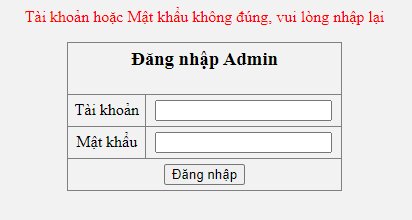 Tài khoản hoặc Mật khẩu không đúng, vui lòng nhập lại
Đăng nhập Admin
Tài khoản
Mật khẩu
Đăng nhập